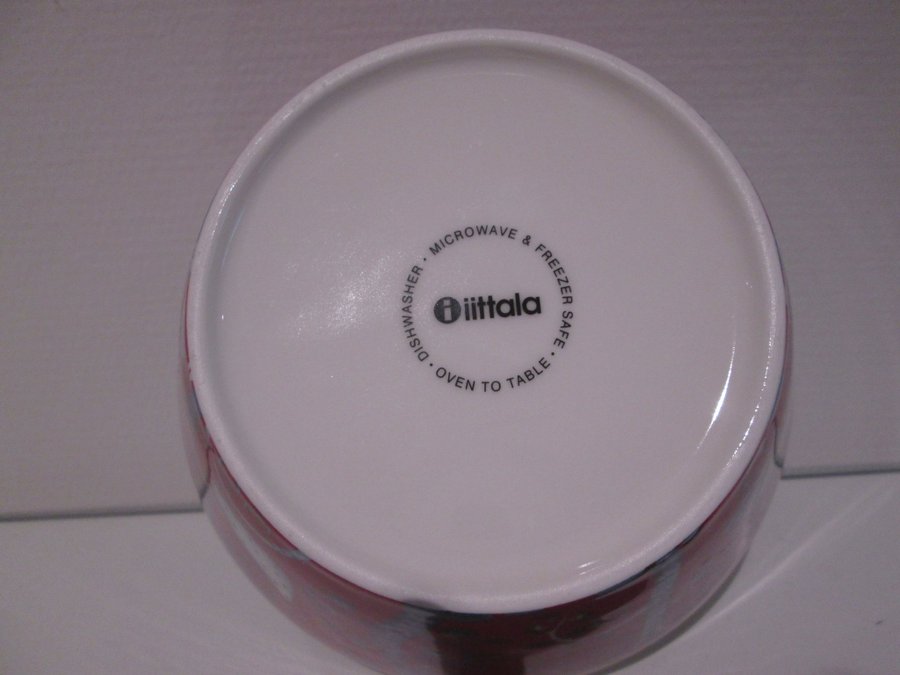 DISHWASHER · MICROWAVE & FREEZER SAFE · OVEN TO TABLE ·
i iittala